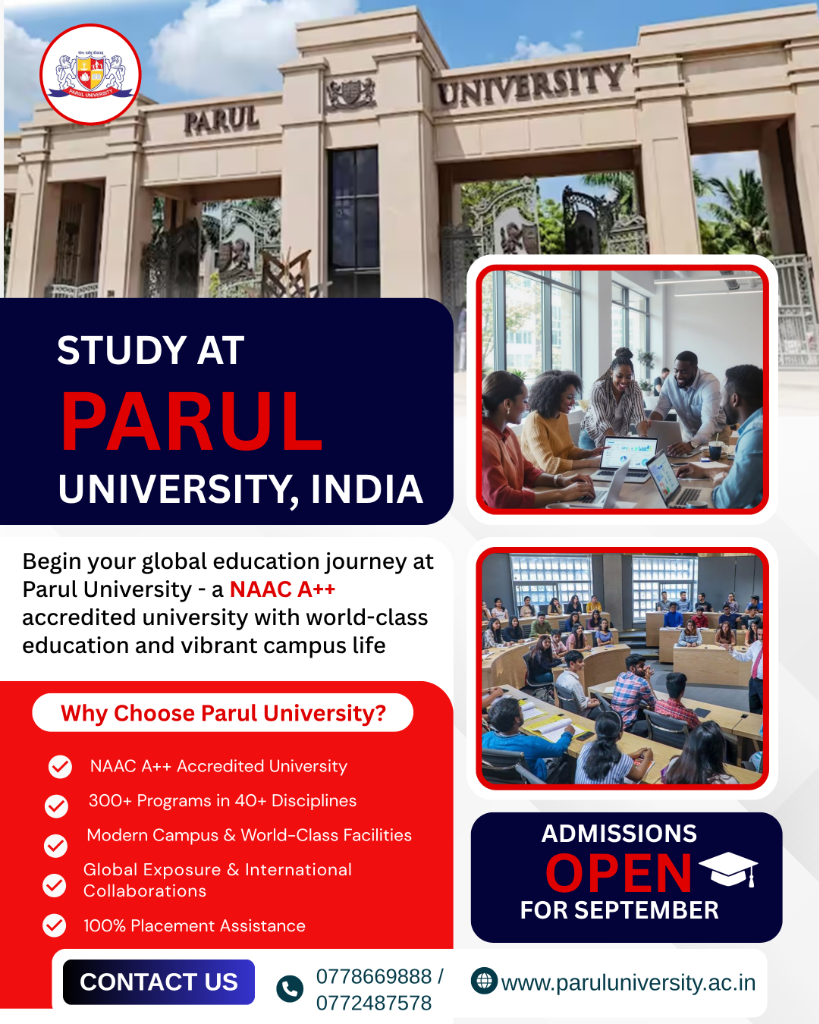 PARUL UNIVERSITY
PARUL UNIVERSITY
STUDY AT
PARUL
UNIVERSITY, INDIA
Begin your global education journey at
Parul University - a NAAC A++
accredited university with world-class
education and vibrant campus life
Why Choose Parul University?
NAAC A++ Accredited University
300+ Programs in 40+ Disciplines
Modern Campus & World-Class Facilities
Global Exposure & International
Collaborations
100% Placement Assistance
ADMISSIONS
OPEN
FOR SEPTEMBER
CONTACT US
0778669888 /
0772487578
www.paruluniversity.ac.in